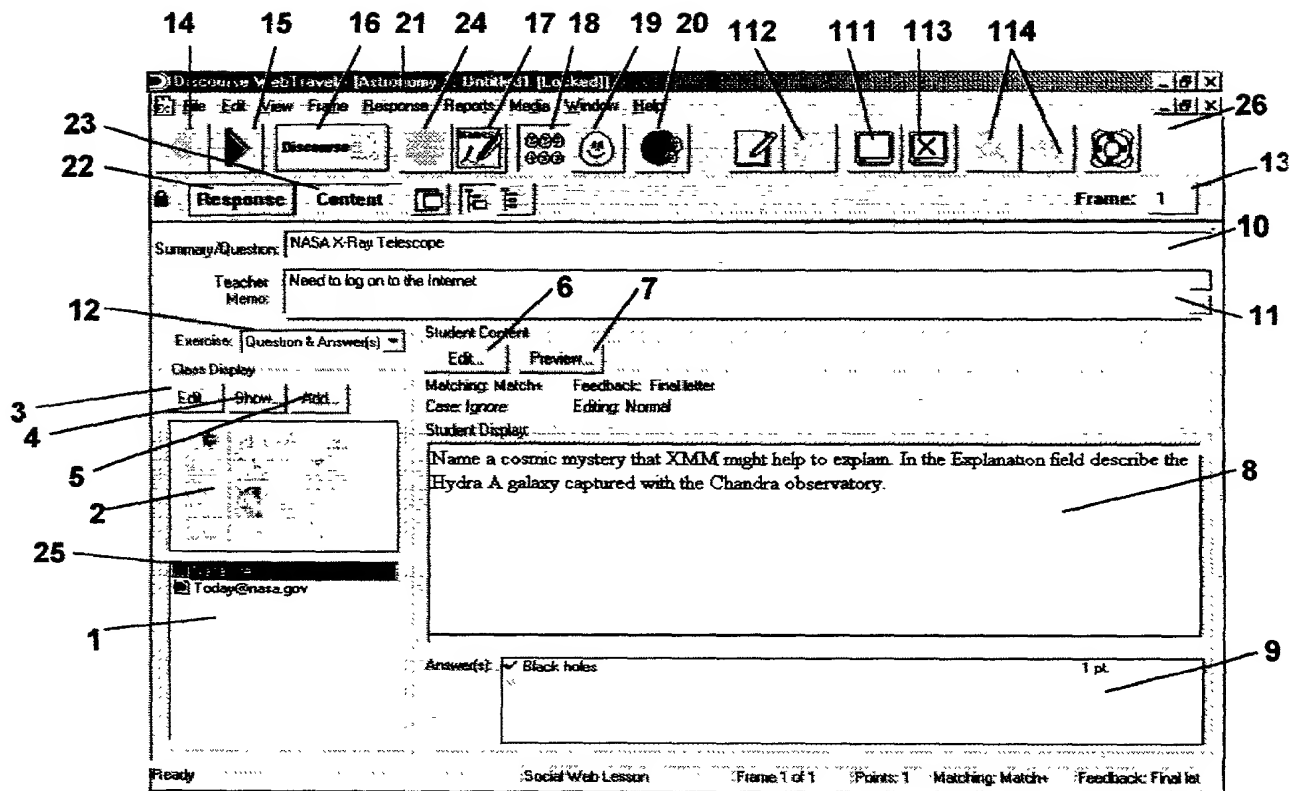 14 15 16 21 24 17 18 19 20 112 111 113 114
Discourse WebTravels [Astronomy - Untitled1 [Locked]]
File Edit View Frame Response Reports Media Window Help
26
23
Discourse
22
Response Content Frame: 1
13
Summary/Question: NASA X-Ray Telescope
10
Teacher Memo: Need to log on to the Internet
6 7
11
12
Exercise: Question & Answer(s)
Student Content
Edit... Preview...
Class Display
Matching: Match+ Feedback: Final letter
3
Edit... Show... Add...
Case: Ignore Editing: Normal
4
Student Display:
5
Name a cosmic mystery that XMM might help to explain. In the Explanation field describe the
Hydra A galaxy captured with the Chandra observatory.
8
2
25
Today@nasa.gov
1
Answer(s): Black holes 1 pt.
9
Ready Social Web Lesson Frame 1 of 1 Points: 1 Matching: Match+ Feedback: Final let